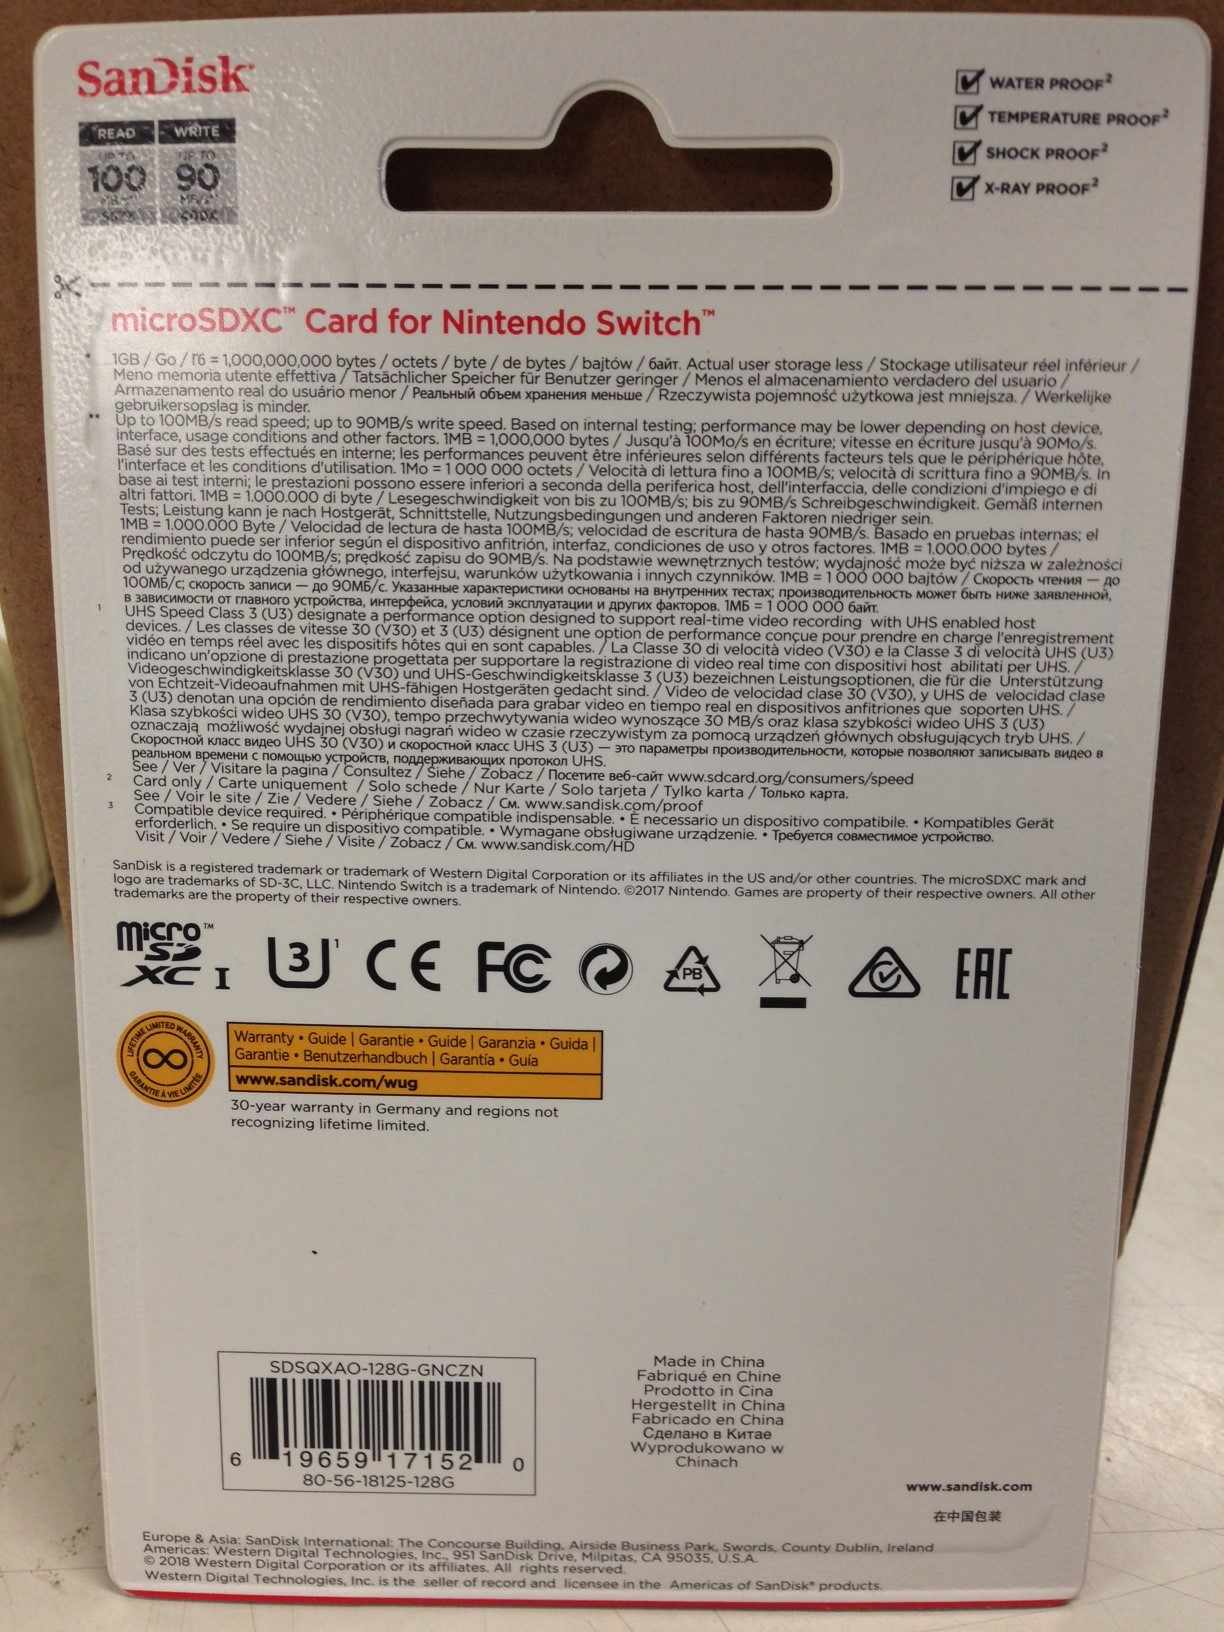 SanDisk
READ WRITE
UP TO UP TO
100 90
MB/s** MB/s**
WATER PROOF²
TEMPERATURE PROOF²
SHOCK PROOF²
X-RAY PROOF²
microSDXC™ Card for Nintendo Switch™
* 1GB / Go / Гб = 1,000,000,000 bytes / octets / byte / de bytes / bajtów / байт. Actual user storage less / Stockage utilisateur réel inférieur /
Meno memoria utente effettiva / Tatsächlicher Speicher für Benutzer geringer / Menos el almacenamiento verdadero del usuario /
Armazenamento real do usuário menor / Реальный объем хранения меньше / Rzeczywista pojemność użytkowa jest mniejsza. / Werkelijke
gebruikersopslag is minder.
** Up to 100MB/s read speed; up to 90MB/s write speed. Based on internal testing; performance may be lower depending on host device,
interface, usage conditions and other factors. 1MB = 1,000,000 bytes / Jusqu'à 100Mo/s en écriture; vitesse en écriture jusqu'à 90Mo/s.
Basé sur des tests effectués en interne; les performances peuvent être inférieures selon différents facteurs tels que le périphérique hôte,
l'interface et les conditions d'utilisation. 1Mo = 1 000 000 octets / Velocità di lettura fino a 100MB/s; velocità di scrittura fino a 90MB/s. In
base ai test interni; le prestazioni possono essere inferiori a seconda della periferica host, dell'interfaccia, delle condizioni d'impiego e di
altri fattori. 1MB = 1.000.000 di byte / Lesegeschwindigkeit von bis zu 100MB/s; bis zu 90MB/s Schreibgeschwindigkeit. Gemäß internen
Tests; Leistung kann je nach Hostgerät, Schnittstelle, Nutzungsbedingungen und anderen Faktoren niedriger sein.
1MB = 1.000.000 Byte / Velocidad de lectura de hasta 100MB/s; velocidad de escritura de hasta 90MB/s. Basado en pruebas internas; el
rendimiento puede ser inferior según el dispositivo anfitrión, interfaz, condiciones de uso y otros factores. 1MB = 1.000.000 bytes /
Prędkość odczytu do 100MB/s; prędkość zapisu do 90MB/s. Na podstawie wewnętrznych testów; wydajność może być niższa w zależności
od używanego urządzenia głównego, interfejsu, warunków użytkowania i innych czynników. 1MB = 1 000 000 bajtów / Скорость чтения — до
100МБ/с; скорость записи — до 90МБ/с. Указанные характеристики основаны на внутренних тестах; производительность может быть ниже заявленной,
в зависимости от главного устройства, интерфейса, условий эксплуатации и других факторов. 1МБ = 1 000 000 байт.
1 UHS Speed Class 3 (U3) designate a performance option designed to support real-time video recording with UHS enabled host
devices. / Les classes de vitesse 30 (V30) et 3 (U3) désignent une option de performance conçue pour prendre en charge l'enregistrement
vidéo en temps réel avec les dispositifs hôtes qui en sont capables. / La Classe 30 di velocità video (V30) e la Classe 3 di velocità UHS (U3)
indicano un'opzione di prestazione progettata per supportare la registrazione di video real time con dispositivi host abilitati per UHS. /
Videogeschwindigkeitsklasse 30 (V30) und UHS-Geschwindigkeitsklasse 3 (U3) bezeichnen Leistungsoptionen, die für die Unterstützung
von Echtzeit-Videoaufnahmen mit UHS-fähigen Hostgeräten gedacht sind. / Video de velocidad clase 30 (V30), y UHS de velocidad clase
3 (U3) denotan una opción de rendimiento diseñada para grabar video en tiempo real en dispositivos anfitriones que soporten UHS. /
Klasa szybkości wideo UHS 30 (V30), tempo przechwytywania wideo wynoszące 30 MB/s oraz klasa szybkości wideo UHS 3 (U3)
oznaczają możliwość wydajnej obsługi nagrań wideo w czasie rzeczywistym za pomocą urządzeń głównych obsługujących tryb UHS. /
Скоростной класс видео UHS 30 (V30) и скоростной класс UHS 3 (U3) — это параметры производительности, которые позволяют записывать видео в
реальном времени с помощью устройств, поддерживающих протокол UHS.
See / Ver / Visitare la pagina / Consultez / Siehe / Zobacz / Посетите веб-сайт www.sdcard.org/consumers/speed
2 Card only / Carte uniquement / Solo schede / Nur Karte / Solo tarjeta / Tylko karta / Только карта.
See / Voir le site / Zie / Vedere / Siehe / Zobacz / См. www.sandisk.com/proof
3 Compatible device required. • Périphérique compatible indispensable. • È necessario un dispositivo compatibile. • Kompatibles Gerät
erforderlich. • Se require un dispositivo compatible. • Wymagane obsługiwane urządzenie. • Требуется совместимое устройство.
Visit / Voir / Vedere / Siehe / Visite / Zobacz / См. www.sandisk.com/HD
SanDisk is a registered trademark or trademark of Western Digital Corporation or its affiliates in the US and/or other countries. The microSDXC mark and
logo are trademarks of SD-3C, LLC. Nintendo Switch is a trademark of Nintendo. ©2017 Nintendo. Games are property of their respective owners. All other
trademarks are the property of their respective owners.
micro™ SD XC I U3¹ CE FC PB EAC
LIFETIME LIMITED WARRANTY
GARANTIE À VIE LIMITÉE
Warranty • Guide | Garantie • Guide | Garanzia • Guida |
Garantie • Benutzerhandbuch | Garantía • Guía
www.sandisk.com/wug
30-year warranty in Germany and regions not
recognizing lifetime limited.
SDSQXAO-128G-GNCZN
6 19659 17152 0
80-56-18125-128G
Made in China
Fabriqué en Chine
Prodotto in Cina
Hergestellt in China
Fabricado en China
Сделано в Китае
Wyprodukowano w
Chinach
www.sandisk.com
在中国包装
Europe & Asia: SanDisk International: The Concourse Building, Airside Business Park, Swords, County Dublin, Ireland
Americas: Western Digital Technologies, Inc., 951 SanDisk Drive, Milpitas, CA 95035, U.S.A.
© 2018 Western Digital Corporation or its affiliates. All rights reserved.
Western Digital Technologies, Inc. is the seller of record and licensee in the Americas of SanDisk® products.